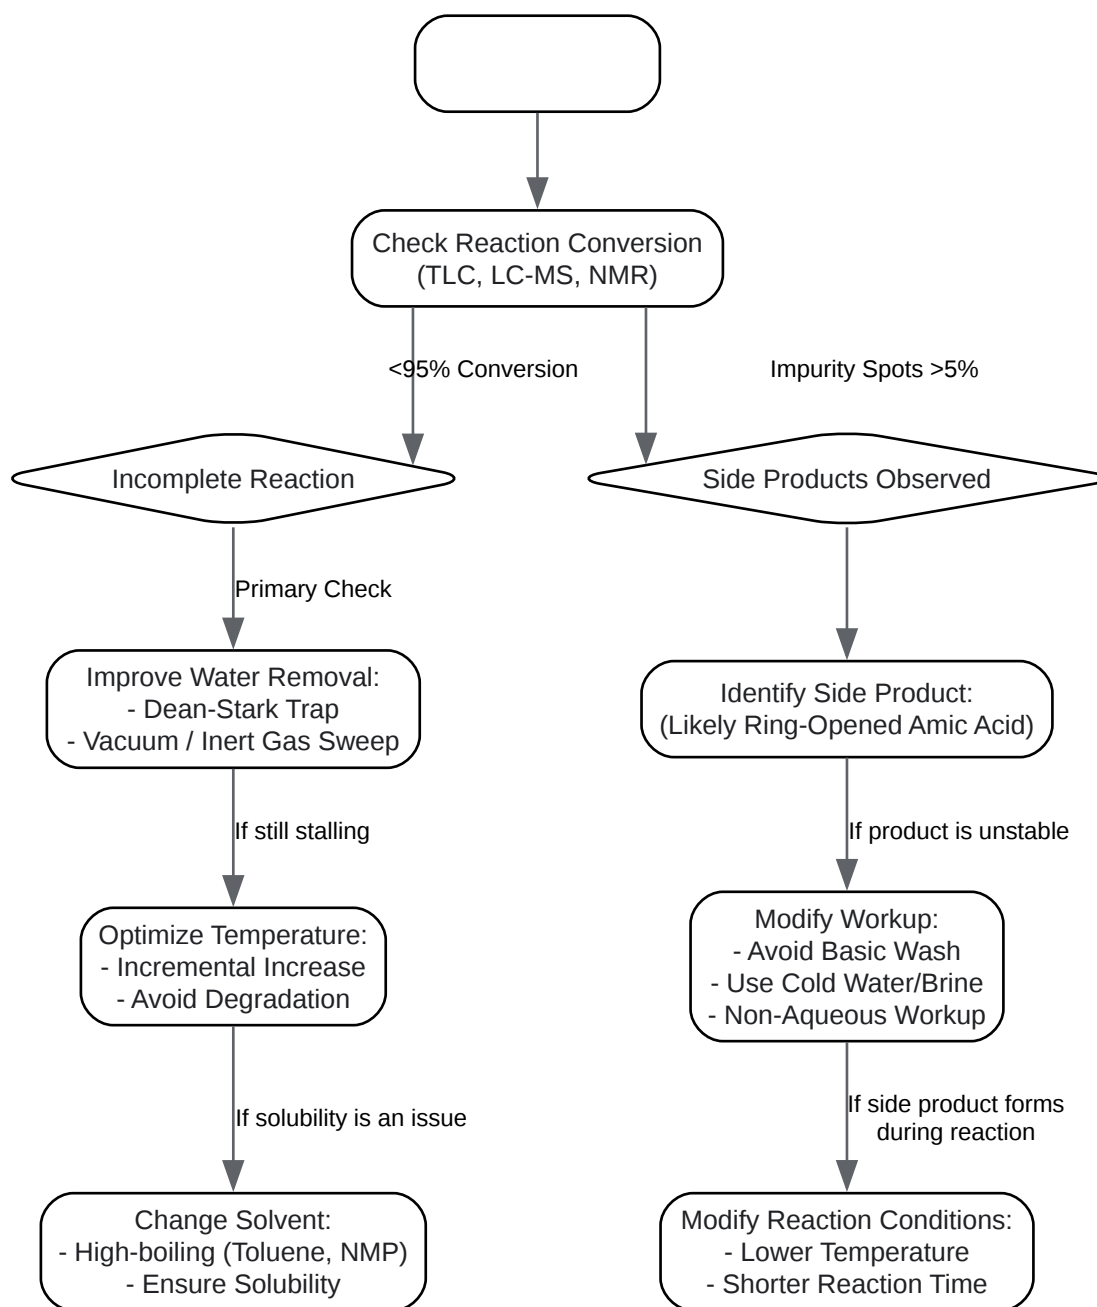 Check Reaction Conversion
(TLC, LC-MS, NMR)
<95% Conversion
Impurity Spots >5%
Incomplete Reaction
Side Products Observed
Primary Check
Improve Water Removal:
- Dean-Stark Trap
- Vacuum / Inert Gas Sweep
Identify Side Product:
(Likely Ring-Opened Amic Acid)
If still stalling
If product is unstable
Optimize Temperature:
- Incremental Increase
- Avoid Degradation
Modify Workup:
- Avoid Basic Wash
- Use Cold Water/Brine
- Non-Aqueous Workup
If solubility is an issue
If side product forms
during reaction
Change Solvent:
- High-boiling (Toluene, NMP)
- Ensure Solubility
Modify Reaction Conditions:
- Lower Temperature
- Shorter Reaction Time